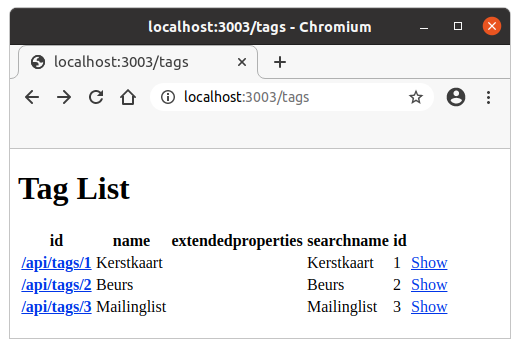 localhost:3003/tags - Chromium
localhost:3003/tags
localhost:3003/tags
Tag List
id name extendedproperties searchname id
/api/tags/1 Kerstkaart Kerstkaart 1 Show
/api/tags/2 Beurs Beurs 2 Show
/api/tags/3 Mailinglist Mailinglist 3 Show